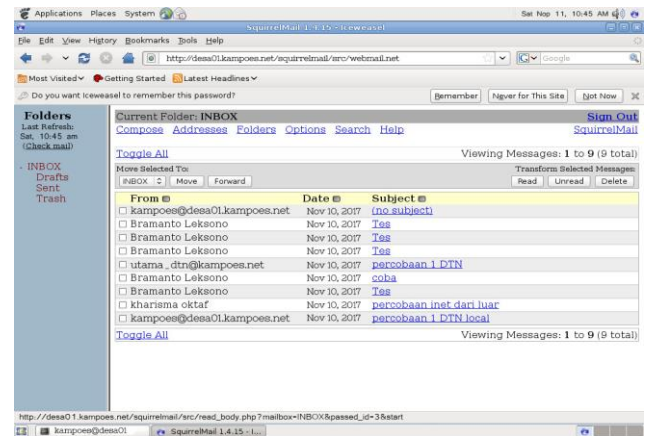 Applications Places System Sat Nop 11, 10:45 AM
SquirrelMail 1.4.15 - Iceweasel
File Edit View History Bookmarks Tools Help
http://desa01.kampoes.net/squirrelmail/src/webmail.net Google
Most Visited Getting Started Latest Headlines
Do you want Iceweasel to remember this password? Remember Never for This Site Not Now
Folders
Last Refresh:
Sat, 10:45 am
(Check mail)
- INBOX
Drafts
Sent
Trash
Current Folder: INBOX Sign Out
Compose Addresses Folders Options Search Help SquirrelMail
Toggle All Viewing Messages: 1 to 9 (9 total)
Move Selected To: Transform Selected Messages:
INBOX Move Forward Read Unread Delete
From Date Subject
kampoes@desa01.kampoes.net Nov 10, 2017 (no subject)
Bramanto Leksono Nov 10, 2017 Tes
Bramanto Leksono Nov 10, 2017 Tes
Bramanto Leksono Nov 10, 2017 Tes
utama_dtn@kampoes.net Nov 10, 2017 percobaan 1 DTN
Bramanto Leksono Nov 10, 2017 coba
Bramanto Leksono Nov 10, 2017 Tes
kharisma oktaf Nov 10, 2017 percobaan inet dari luar
kampoes@desa01.kampoes.net Nov 10, 2017 percobaan 1 DTN local
Toggle All Viewing Messages: 1 to 9 (9 total)
http://desa01.kampoes.net/squirrelmail/src/read_body.php?mailbox=INBOX&passed_id=3&start
kampoes@desa01 SquirrelMail 1.4.15 - I...